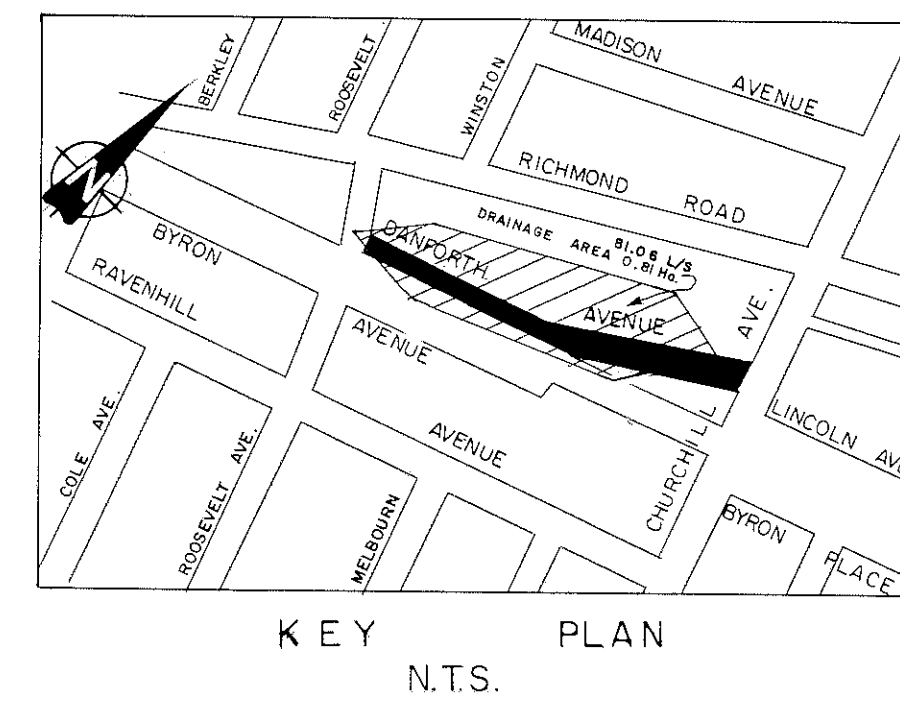 MADISON AVENUE
BERKLEY
ROOSEVELT
WINSTON
RICHMOND ROAD
N
BYRON
RAVENHILL
DANFORTH
DRAINAGE AREA
81.06 L/S
0.81 Ha.
AVENUE
AVE.
AVENUE
AVENUE
CHURCHILL
LINCOLN AV
COLE AVE.
ROOSEVELT AVE.
MELBOURN
BYRON
PLACE
KEY PLAN
N.T.S.